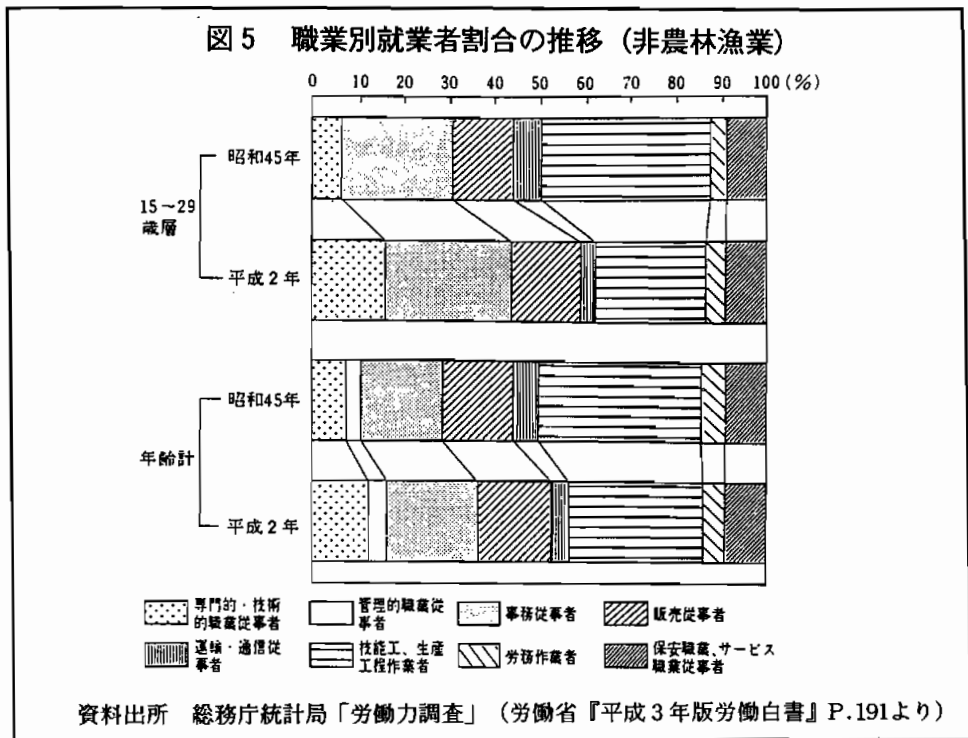 図5 職業別就業者割合の推移（非農林漁業）
0 10 20 30 40 50 60 70 80 90 100（％）
15～29歳層
昭和45年
平成2年
年齢計
昭和45年
平成2年
専門的・技術的職業従事者
管理的職業従事者
事務従事者
販売従事者
運輸・通信従事者
技能工、生産工程作業者
労務作業者
保安職業、サービス職業従事者
資料出所 総務庁統計局「労働力調査」（労働省『平成3年版労働白書』P.191より）